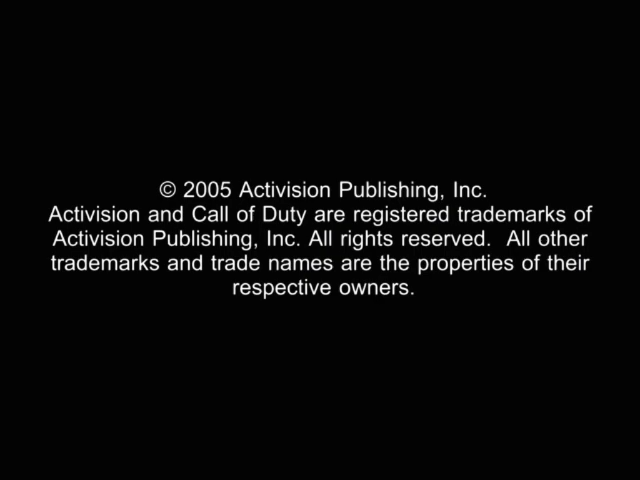 © 2005 Activision Publishing, Inc.
Activision and Call of Duty are registered trademarks of
Activision Publishing, Inc. All rights reserved.  All other
trademarks and trade names are the properties of their
respective owners.